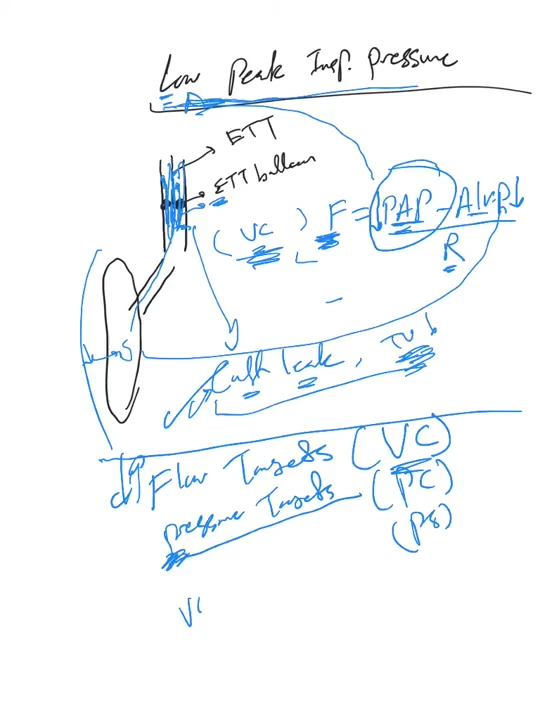 Low Peak Insp. pressure
ETT
ETT balloon
(VC) F = ↓PAP - Alv.P↓
R
Cuff leak, TV↓
Flow Targets (VC)
pressure Targets (PC)
(PS)
V